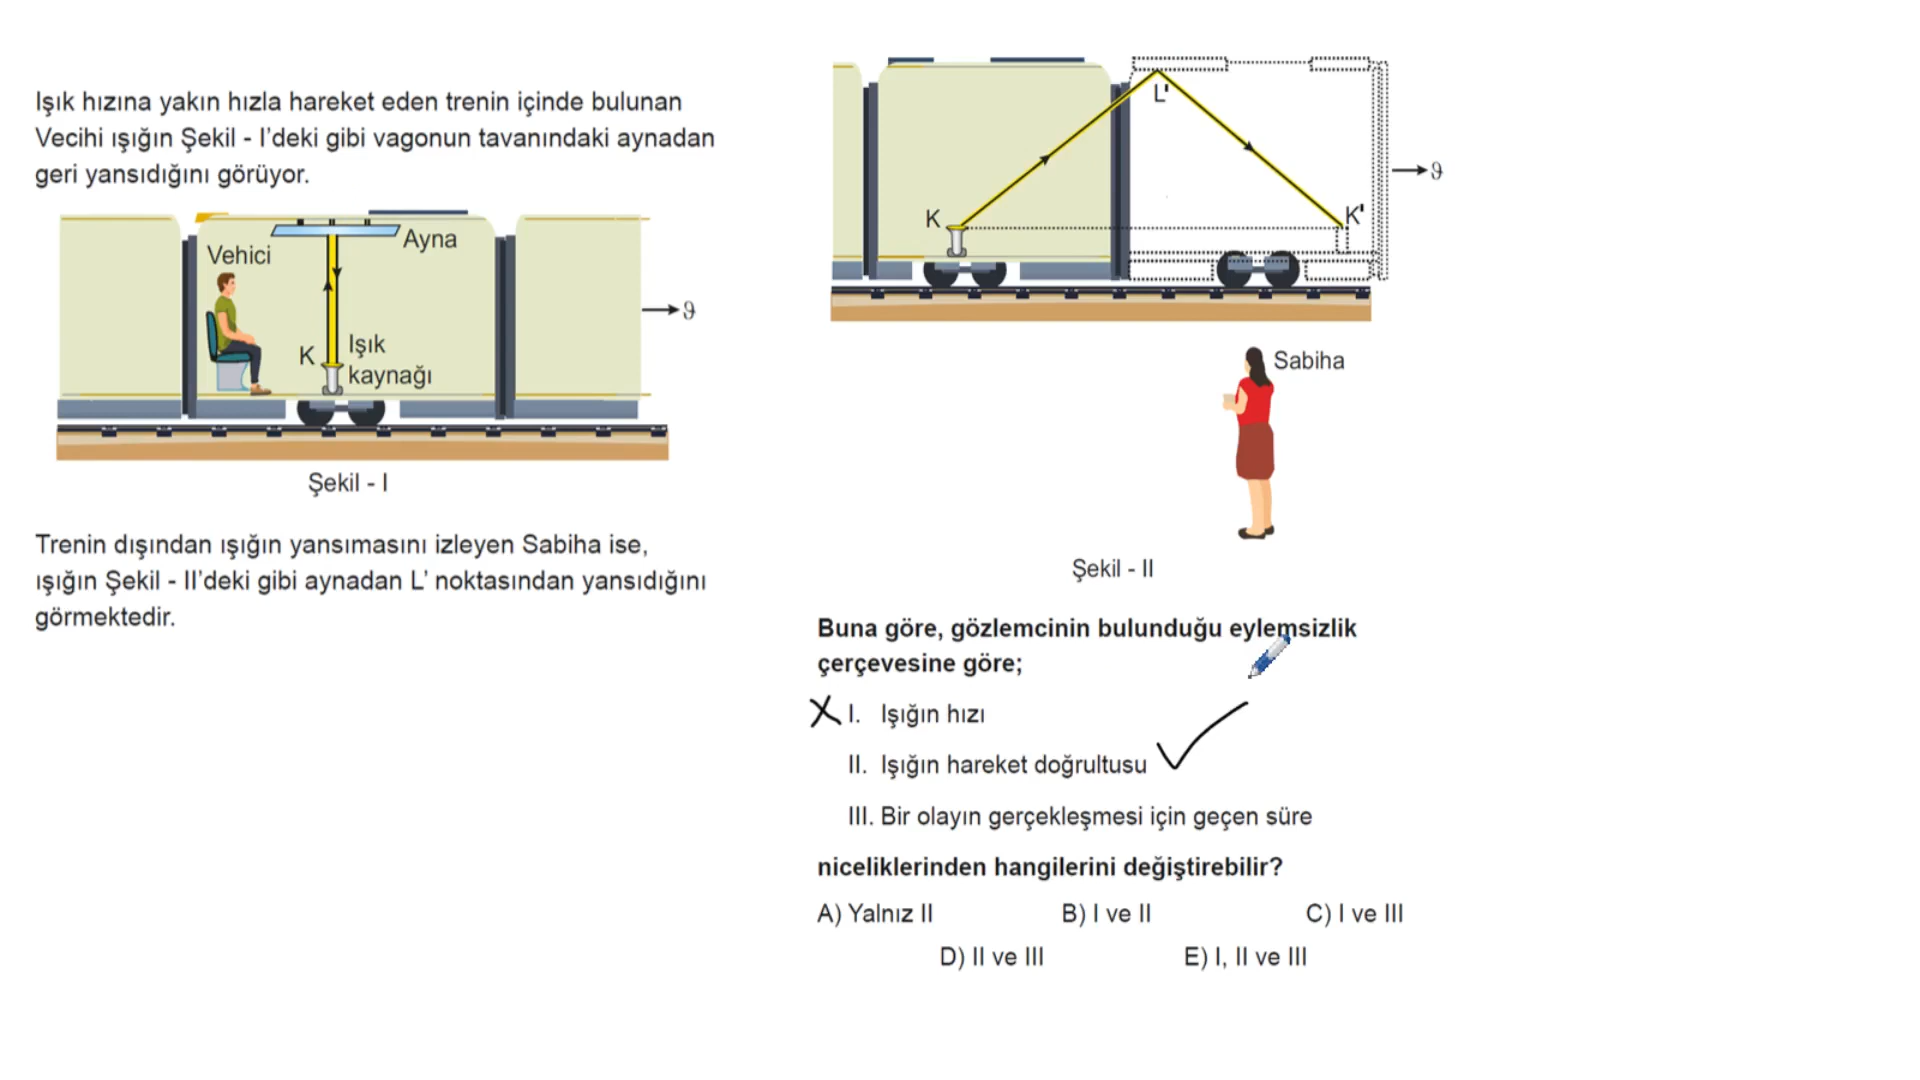 Işık hızına yakın hızla hareket eden trenin içinde bulunan
Vecihi ışığın Şekil - I’deki gibi vagonun tavanındaki aynadan
geri yansıdığını görüyor.
Vehici
Ayna
K
Işık
kaynağı
ϑ
Şekil - I
Trenin dışından ışığın yansımasını izleyen Sabiha ise,
ışığın Şekil - II’deki gibi aynadan L’ noktasından yansıdığını
görmektedir.
L'
K
K'
ϑ
Sabiha
Şekil - II
Buna göre, gözlemcinin bulunduğu eylemsizlik
çerçevesine göre;
I. Işığın hızı
II. Işığın hareket doğrultusu
III. Bir olayın gerçekleşmesi için geçen süre
niceliklerinden hangilerini değiştirebilir?
A) Yalnız II B) I ve II C) I ve III
D) II ve III E) I, II ve III